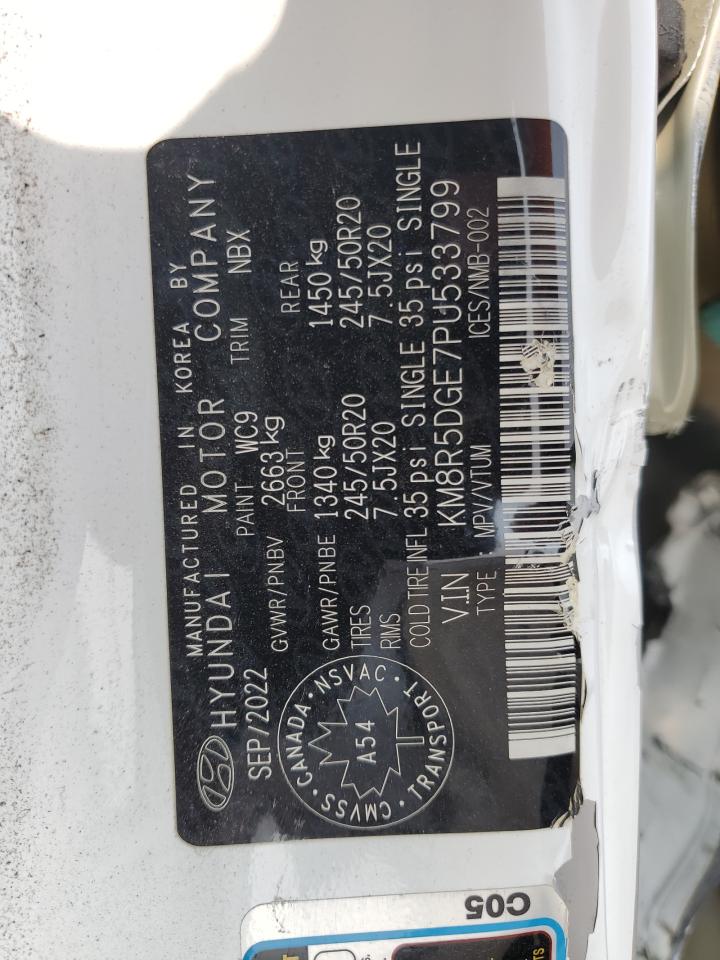 MANUFACTURED IN KOREA BY
HYUNDAI MOTOR COMPANY
SEP/2022 PAINT WC9 TRIM NBX
GVWR/PNBV 2663 kg
FRONT REAR
GAWR/PNBE 1340 kg 1450 kg
TIRES 245/50R20 245/50R20
RIMS 7.5JX20 7.5JX20
COLD TIRE INFL 35 psi SINGLE 35 psi SINGLE
V.I.N KM8R5DGE7PU533799
TYPE : MPV/VTUM ICES/NMB-002
CANADA · NSVAC · TRANSPORT · CMVSS ·
A54
C05